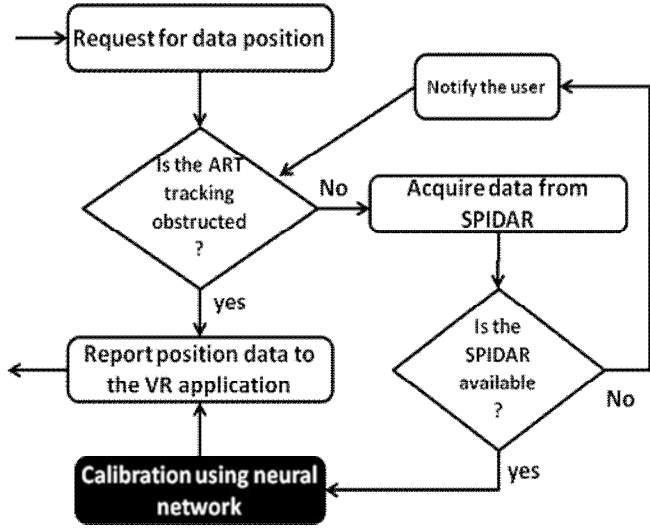 Request for data position
Notify the user
Is the ART
tracking
obstructed
?
No
Acquire data from
SPIDAR
yes
Is the
SPIDAR
available
?
No
Report position data to
the VR application
yes
Calibration using neural
network